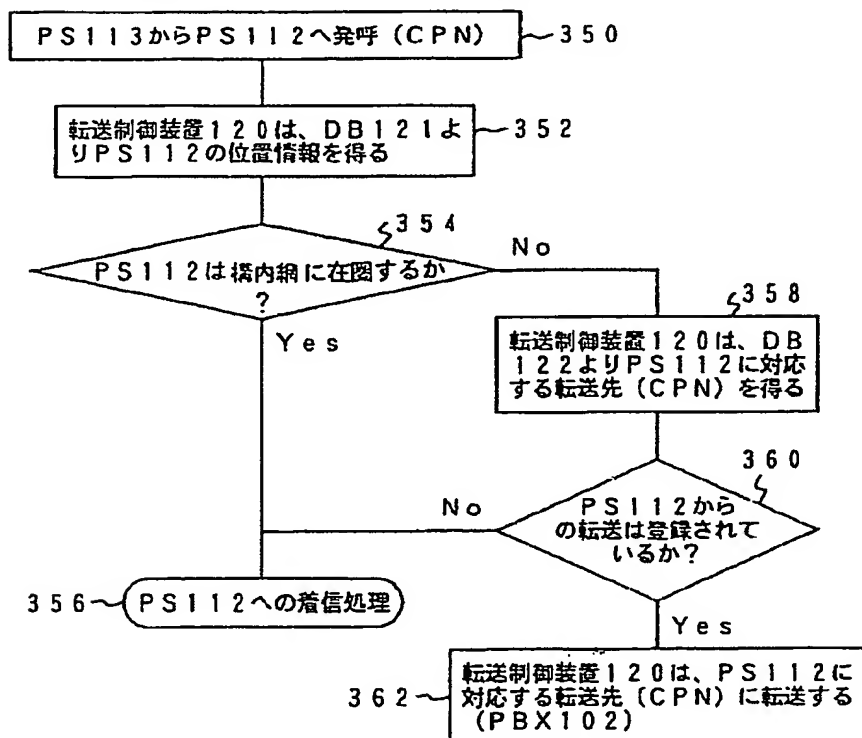 PS113からPS112へ発呼（CPN）
350
転送制御装置120は、DB121よ
りPS112の位置情報を得る
352
354
PS112は構内網に在圏するか
？
No
Yes
358
転送制御装置120は、DB
122よりPS112に対応
する転送先（CPN）を得る
360
No
PS112から
の転送は登録されて
いるか？
356
PS112への着信処理
Yes
転送制御装置120は、PS112に
対応する転送先（CPN）に転送する
（PBX102）
362